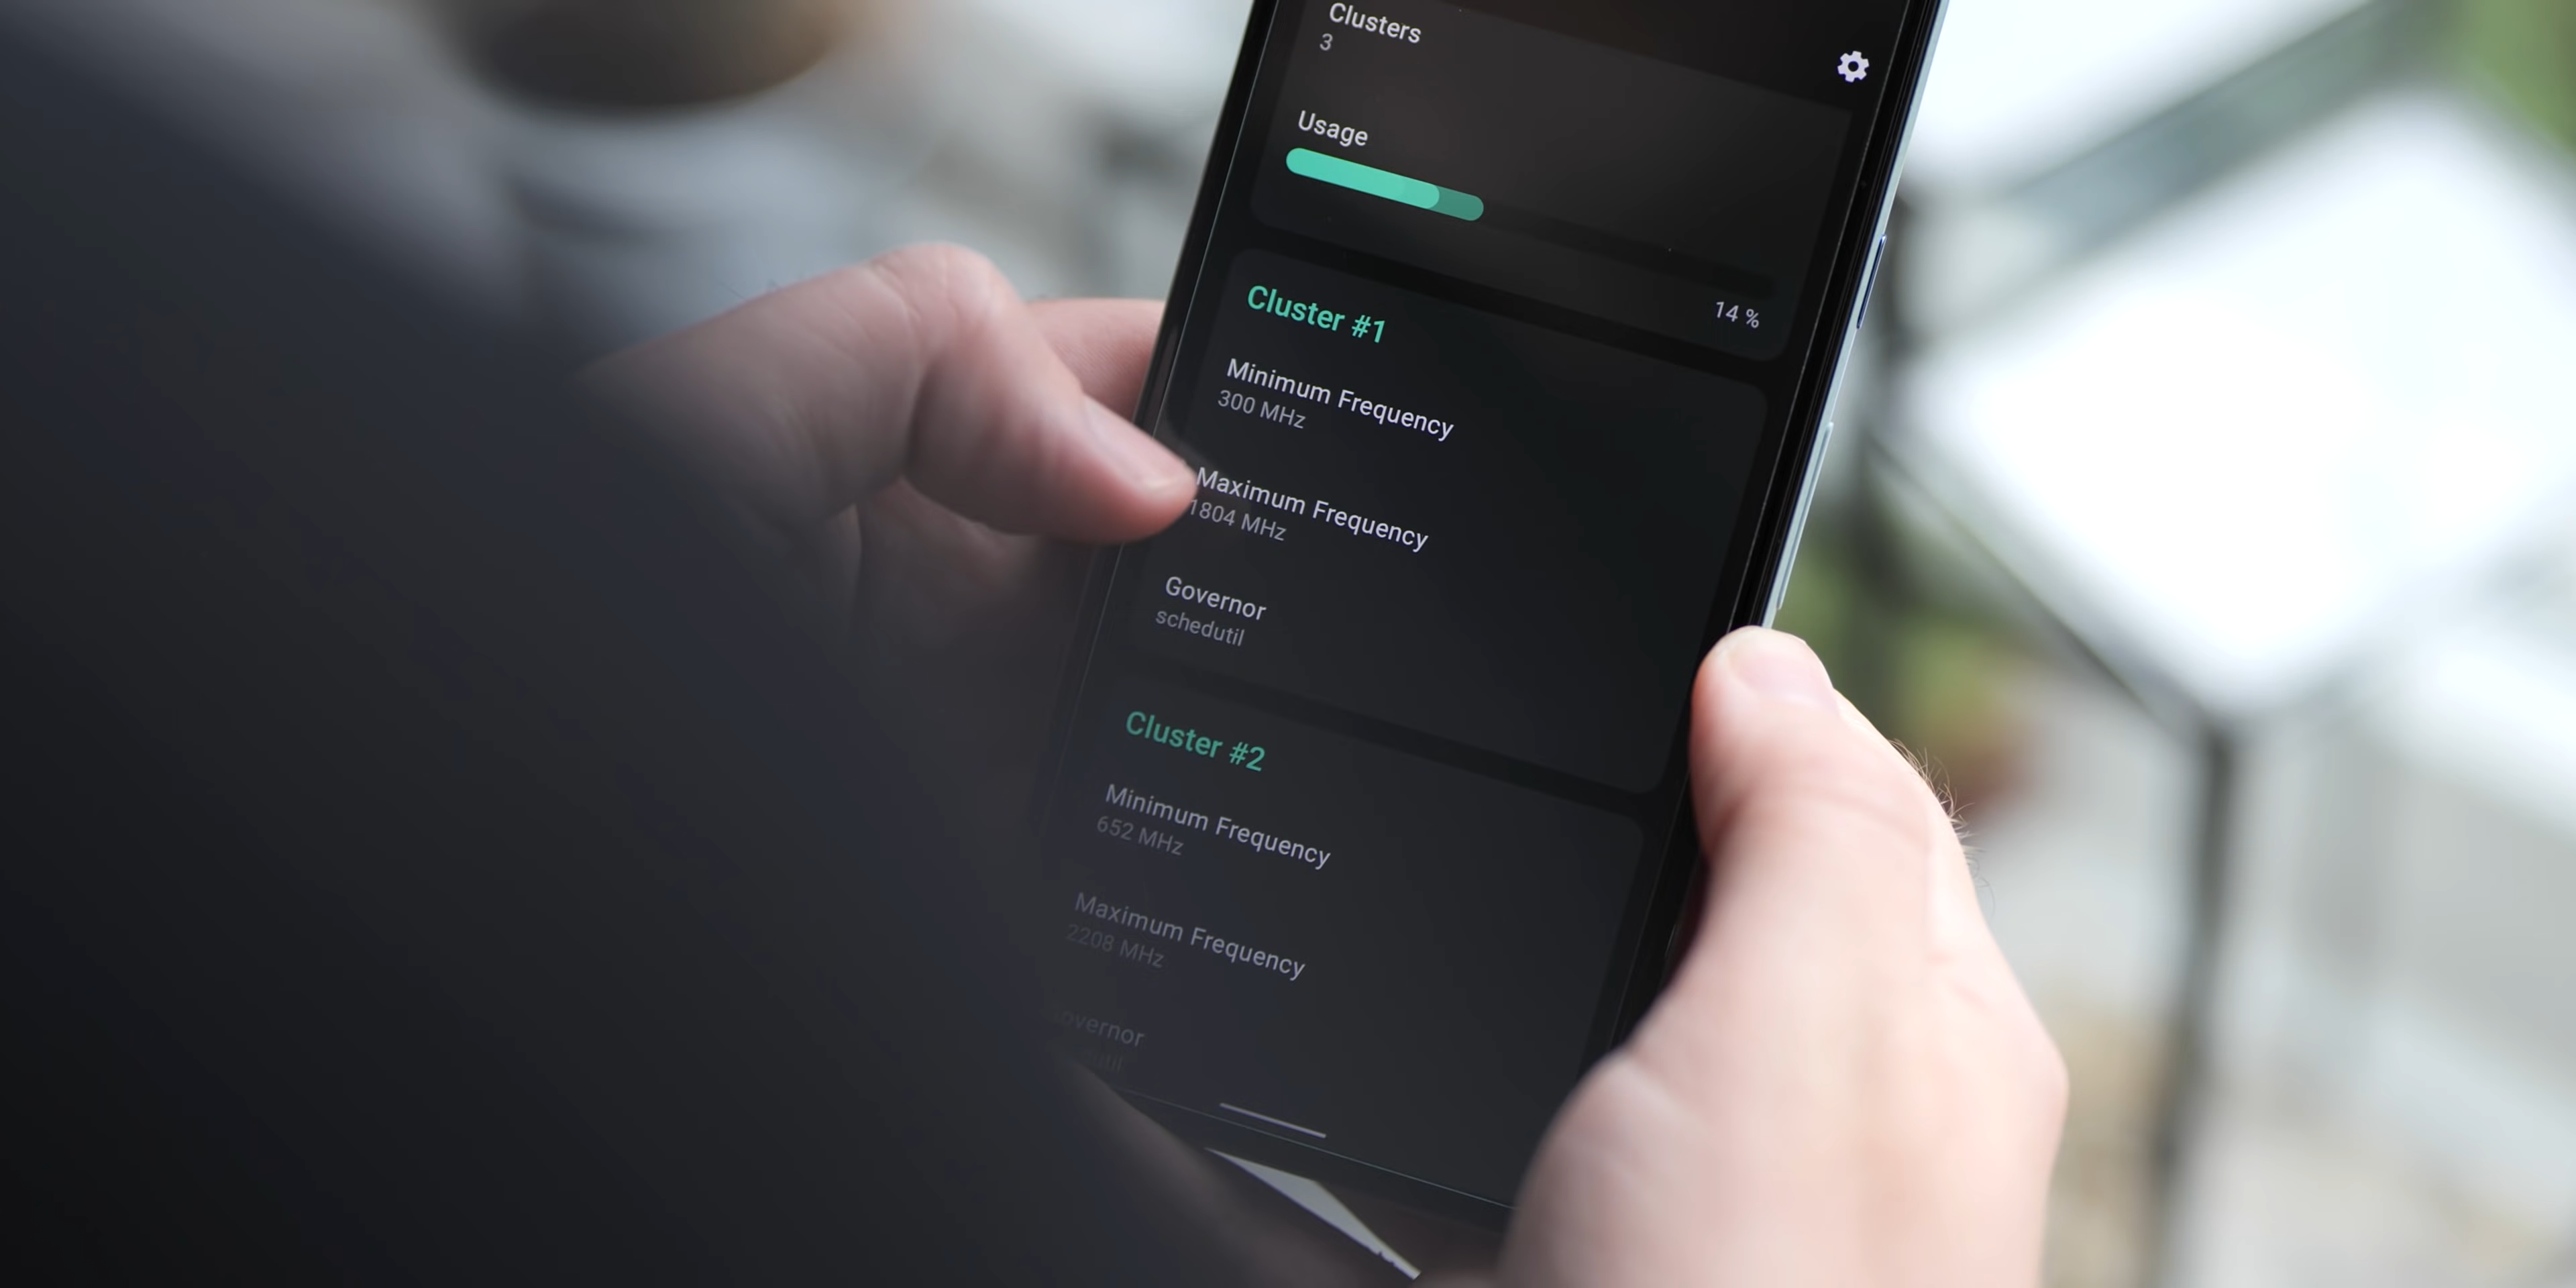 Clusters
3
Usage
14 %
Cluster #1
Minimum Frequency
300 MHz
Maximum Frequency
1804 MHz
Governor
schedutil
Cluster #2
Minimum Frequency
652 MHz
Maximum Frequency
2208 MHz